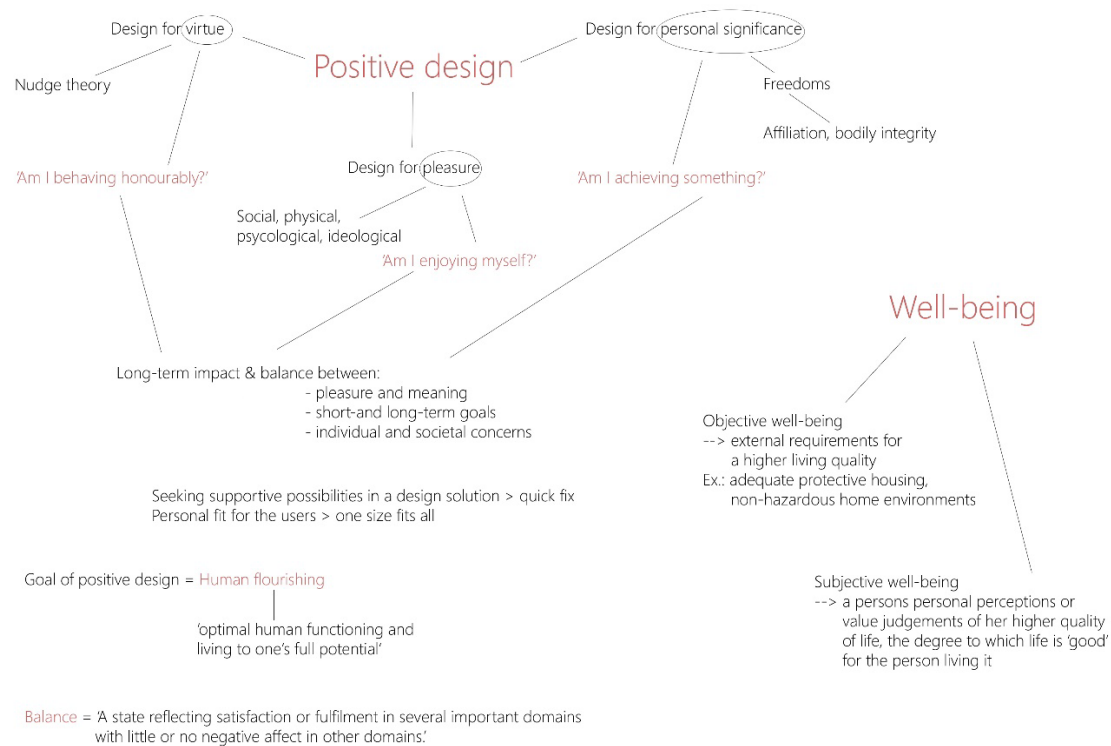 Design for virtue
Design for personal significance
Positive design
Nudge theory
Freedoms
Affiliation, bodily integrity
Design for pleasure
'Am I behaving honourably?'
'Am I achieving something?'
Social, physical,
psycological, ideological
'Am I enjoying myself?'
Well-being
Long-term impact & balance between:
- pleasure and meaning
- short-and long-term goals
- individual and societal concerns
Objective well-being
--> external requirements for
a higher living quality
Ex.: adequate protective housing,
non-hazardous home environments
Seeking supportive possibilities in a design solution > quick fix
Personal fit for the users > one size fits all
Goal of positive design = Human flourishing
'optimal human functioning and
living to one's full potential'
Subjective well-being
--> a persons personal perceptions or
value judgements of her higher quality
of life, the degree to which life is 'good'
for the person living it
Balance = 'A state reflecting satisfaction or fulfilment in several important domains
with little or no negative affect in other domains.'